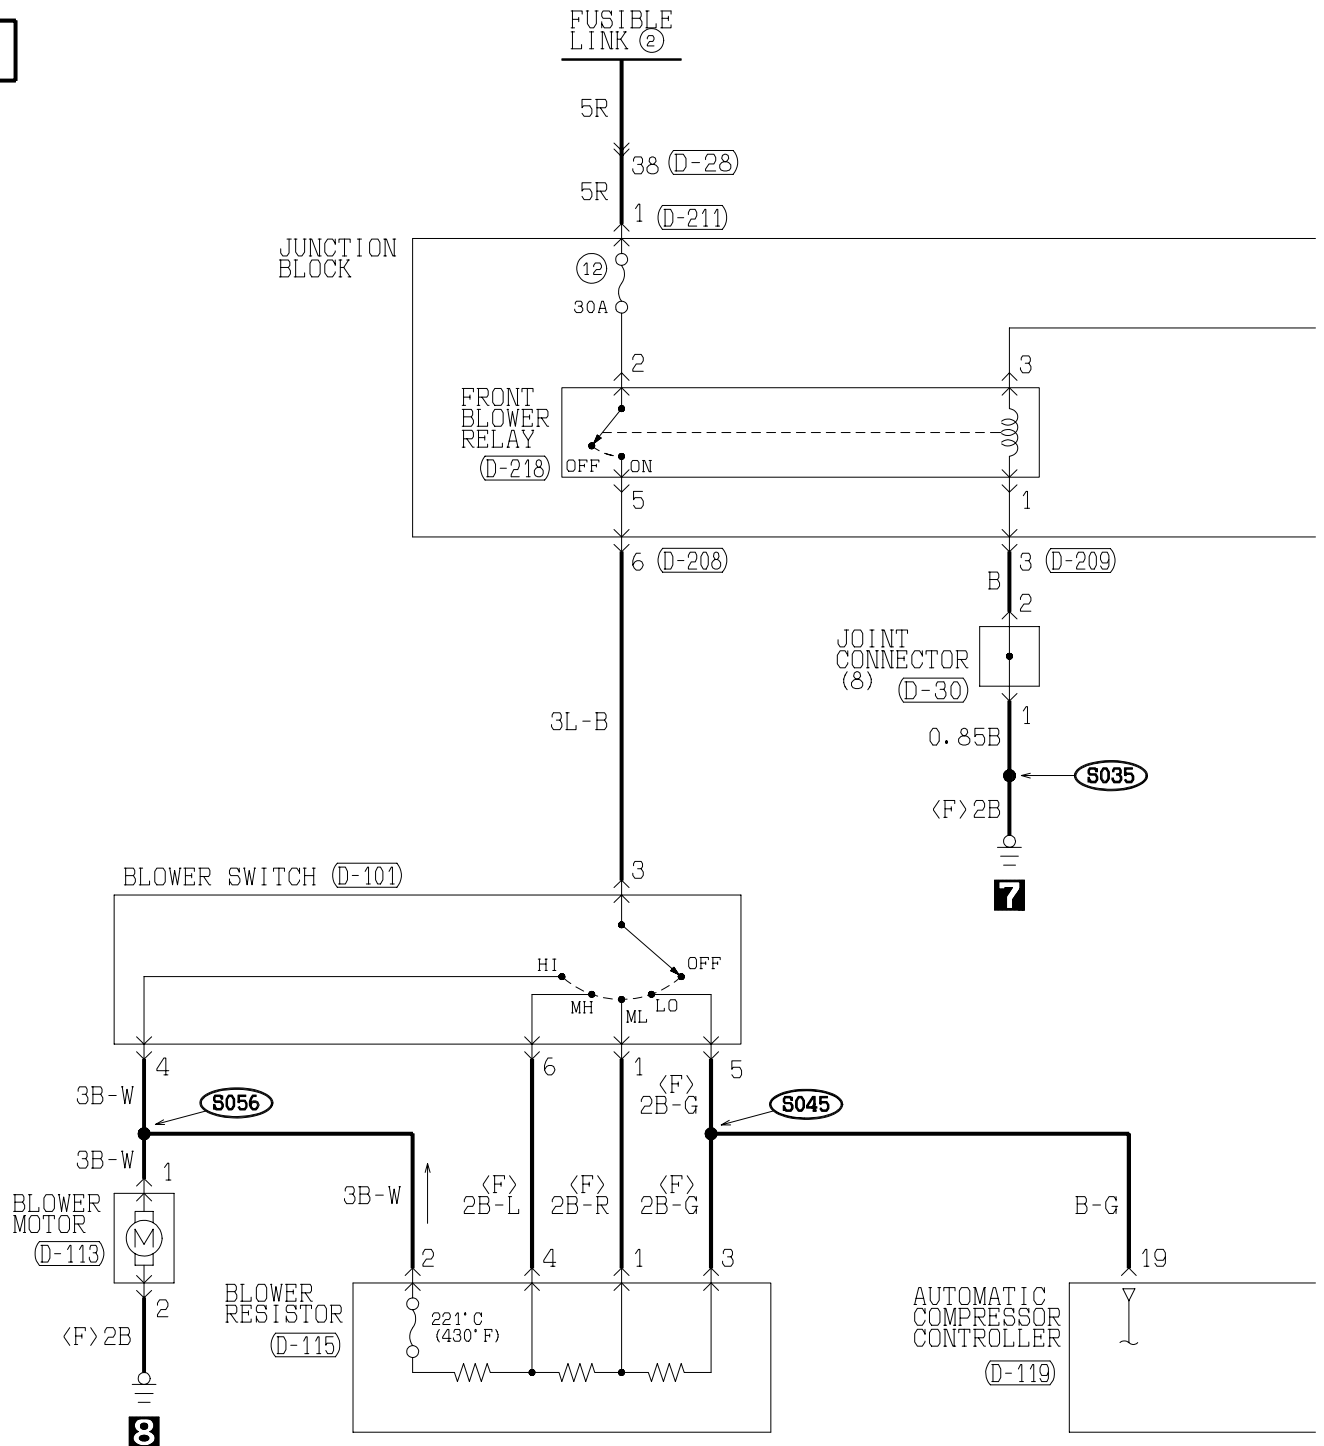 FUSIBLE
LINK 2
5R
38 D-28
5R
1 D-211
JUNCTION
BLOCK
12
30A
2
3
FRONT
BLOWER
RELAY
D-218
OFF ON
5
1
6 D-208
3 D-209
B
2
JOINT
CONNECTOR
(8) D-30
1
3L-B
0.85B
S035
<F>2B
7
BLOWER SWITCH D-101
3
HI
OFF
MH
ML
LO
4
6
1
5
3B-W
S056
<F>
2B-G
S045
3B-W
1
3B-W
<F>
2B-L
<F>
2B-R
<F>
2B-G
B-G
BLOWER
MOTOR
D-113
2
4
1
3
19
2
<F>2B
8
BLOWER
RESISTOR
D-115
221°C
(430°F)
AUTOMATIC
COMPRESSOR
CONTROLLER
D-119